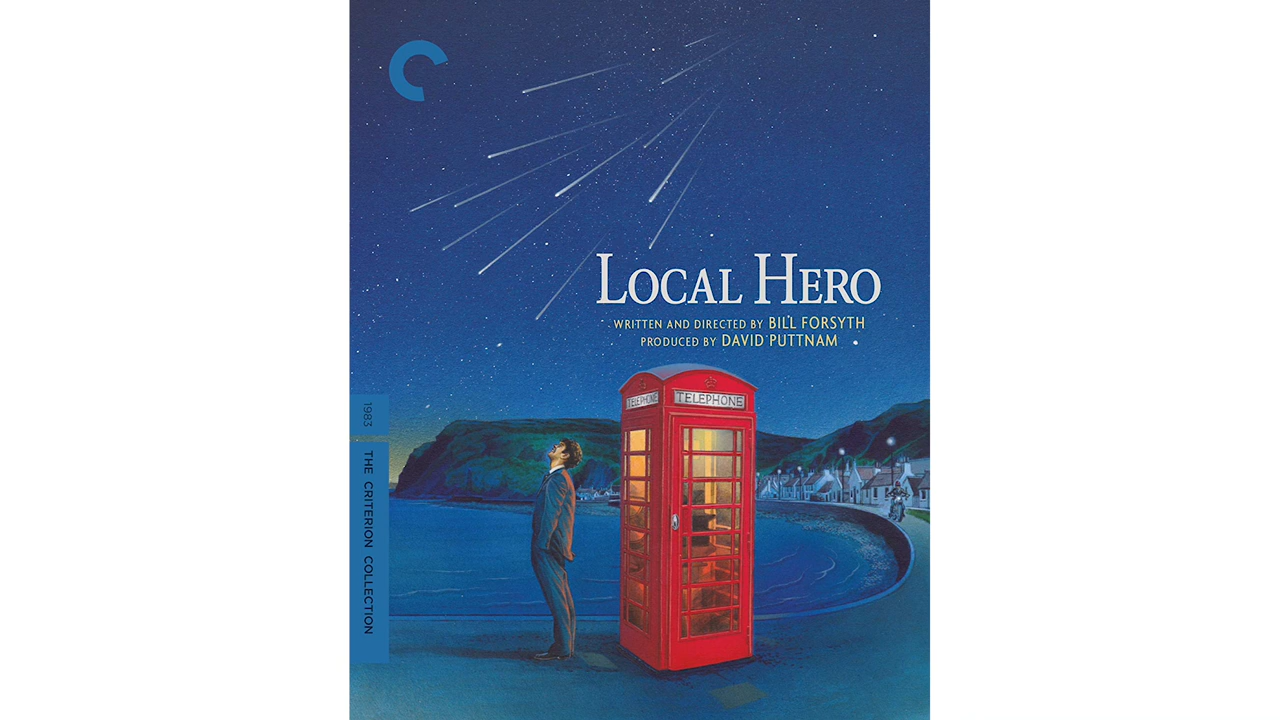 LOCAL HERO
WRITTEN AND DIRECTED BY BILL FORSYTH
PRODUCED BY DAVID PUTTNAM
TELEPHONE
TELEPHONE
1983
THE CRITERION COLLECTION